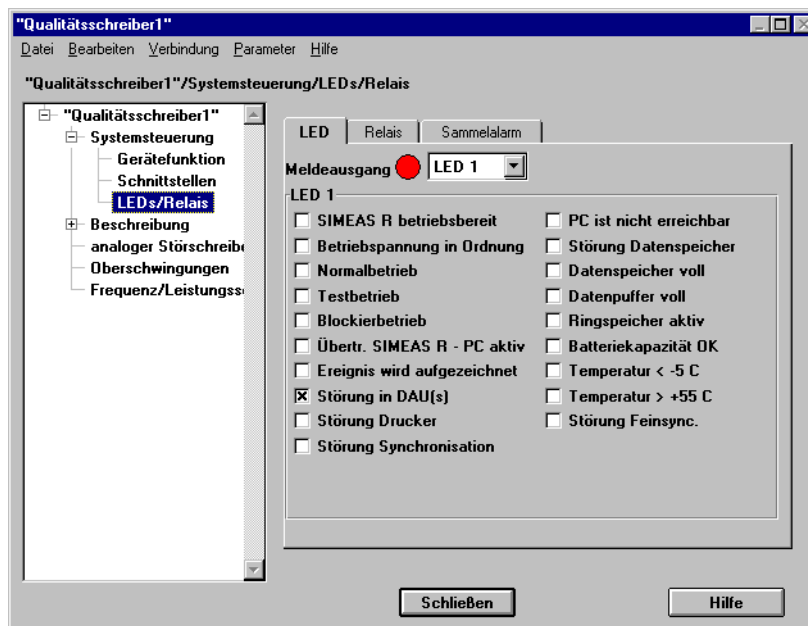 "Qualitätsschreiber1"
Datei Bearbeiten Verbindung Parameter Hilfe
"Qualitätsschreiber1"/Systemsteuerung/LEDs/Relais
"Qualitätsschreiber1"
Systemsteuerung
Gerätefunktion
Schnittstellen
LEDs/Relais
Beschreibung
analoger Störschreibe
Oberschwingungen
Frequenz/Leistungss
LED Relais Sammelalarm
Meldeausgang LED 1
LED 1
SIMEAS R betriebsbereit
Betriebspannung in Ordnung
Normalbetrieb
Testbetrieb
Blockierbetrieb
Übertr. SIMEAS R - PC aktiv
Ereignis wird aufgezeichnet
Störung in DAU(s)
Störung Drucker
Störung Synchronisation
PC ist nicht erreichbar
Störung Datenspeicher
Datenspeicher voll
Datenpuffer voll
Ringspeicher aktiv
Batteriekapazität OK
Temperatur < -5 C
Temperatur > +55 C
Störung Feinsync.
Schließen Hilfe